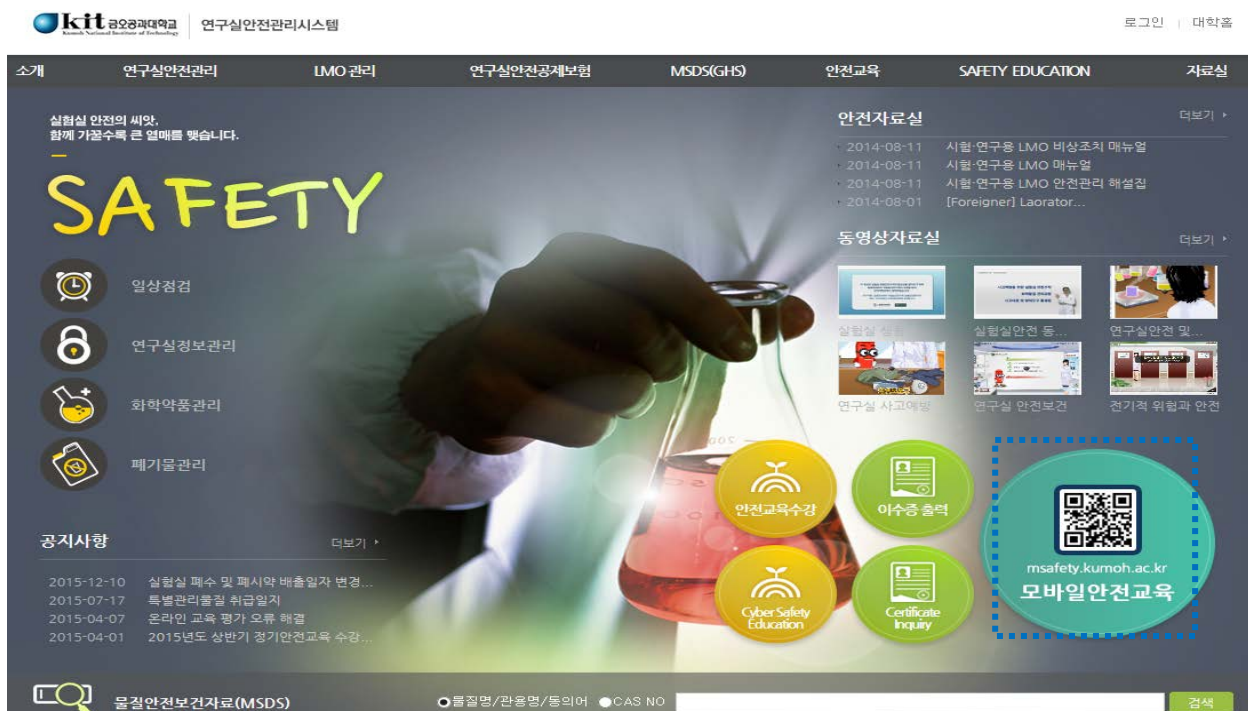 kit 금오공과대학교
Kumoh National Institute of Technology
연구실안전관리시스템
로그인 | 대학홈
소개 연구실안전관리 LMO 관리 연구실안전공제보험 MSDS(GHS) 안전교육 SAFETY EDUCATION 자료실
실험실 안전의 씨앗,
함께 가꿀수록 큰 열매를 맺습니다.
SAFETY
일상점검
연구실정보관리
화학약품관리
폐기물관리
공지사항 더보기
2015-12-10 실험실 폐수 및 폐시약 배출일자 변경...
2015-07-17 특별관리물질 취급일지
2015-04-07 온라인 교육 평가 오류 해결
2015-04-01 2015년도 상반기 정기안전교육 수강...
안전자료실 더보기
2014-08-11 시험·연구용 LMO 비상조치 매뉴얼
2014-08-11 시험·연구용 LMO 매뉴얼
2014-08-11 시험·연구용 LMO 안전관리 해설집
2014-08-01 [Foreigner] Laorator...
동영상자료실 더보기
실험실 실험실안전 동... 연구실안전 및...
연구실 사고예방 연구실 안전보건 전기적 위험과 안전
안전교육수강
이수증 출력
Cyber Safety
Education
Certificate
Inquiry
msafety.kumoh.ac.kr
모바일안전교육
물질안전보건자료(MSDS) 물질명/관용명/동의어 CAS NO 검색